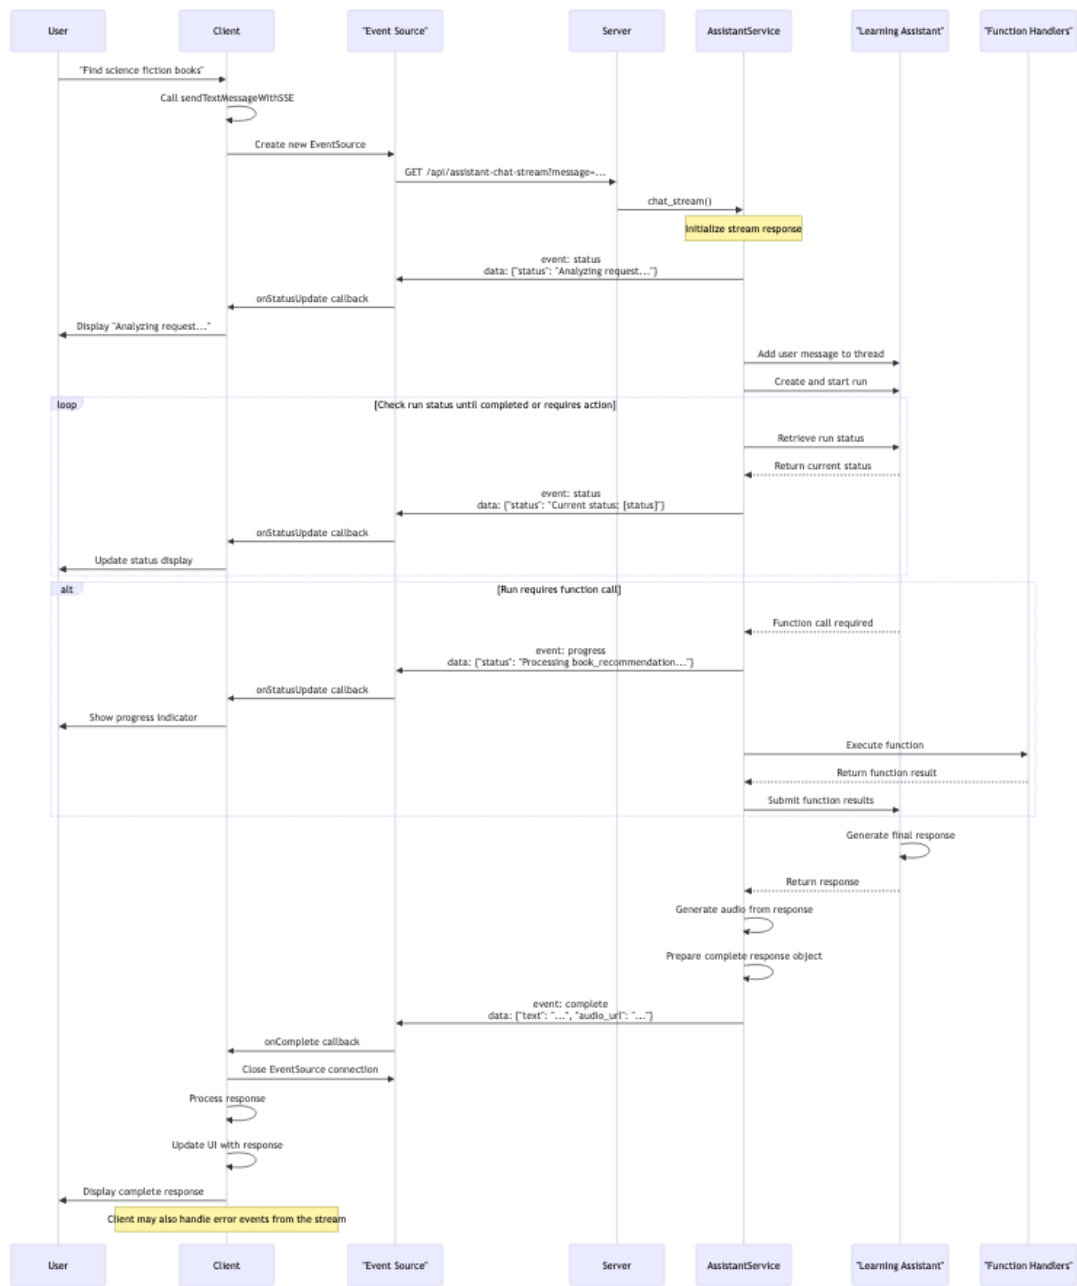 User
Client
"Event Source"
Server
AssistantService
"Learning Assistant"
"Function Handlers"
"Find science fiction books"
Call sendTextMessageWithSSE
Create new EventSource
GET /api/assistant-chat-stream?message=...
chat_stream()
Initialize stream response
event: status
data: {"status": "Analyzing request..."}
onStatusUpdate callback
Display "Analyzing request..."
Add user message to thread
Create and start run
loop
[Check run status until completed or requires action]
Retrieve run status
Return current status
event: status
data: {"status": "Current status: [status]"}
onStatusUpdate callback
Update status display
alt
[Run requires function call]
Function call required
event: progress
data: {"status": "Processing book_recommendation..."}
onStatusUpdate callback
Show progress indicator
Execute function
Return function result
Submit function results
Generate final response
Return response
Generate audio from response
Prepare complete response object
event: complete
data: {"text": "...", "audio_url": "..."}
onComplete callback
Close EventSource connection
Process response
Update UI with response
Display complete response
Client may also handle error events from the stream
User
Client
"Event Source"
Server
AssistantService
"Learning Assistant"
"Function Handlers"